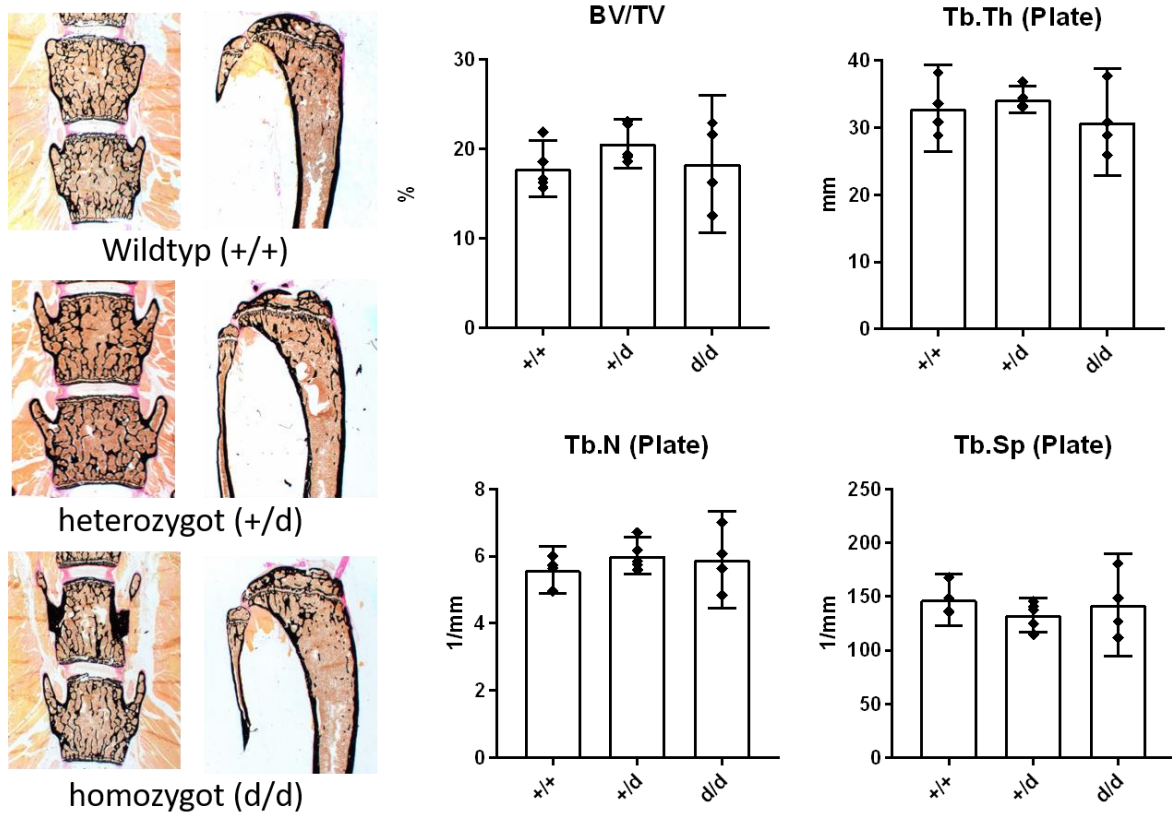 Wildtyp (+/+)
heterozygot (+/d)
homozygot (d/d)
BV/TV
%
30
20
10
0
+/+
+/d
d/d
Tb.Th (Plate)
mm
40
30
20
10
0
+/+
+/d
d/d
Tb.N (Plate)
1/mm
8
6
4
2
0
+/+
+/d
d/d
Tb.Sp (Plate)
1/mm
250
200
150
100
50
0
+/+
+/d
d/d